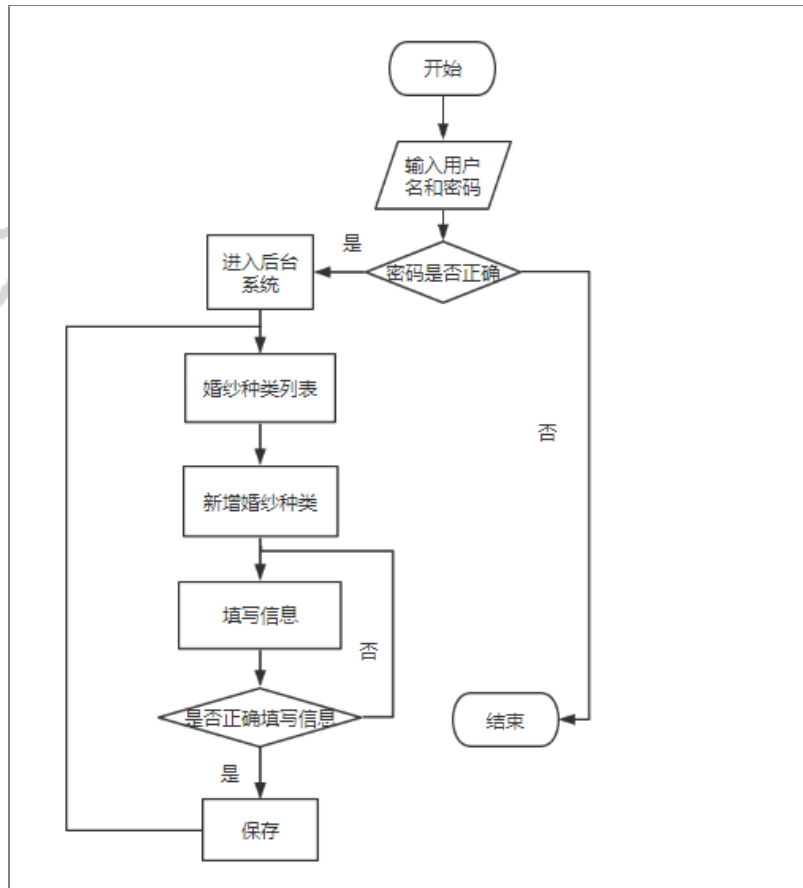 开始
输入用户
名和密码
是
密码是否正确
进入后台
系统
婚纱种类列表
否
新增婚纱种类
填写信息
否
是否正确填写信息
结束
是
保存